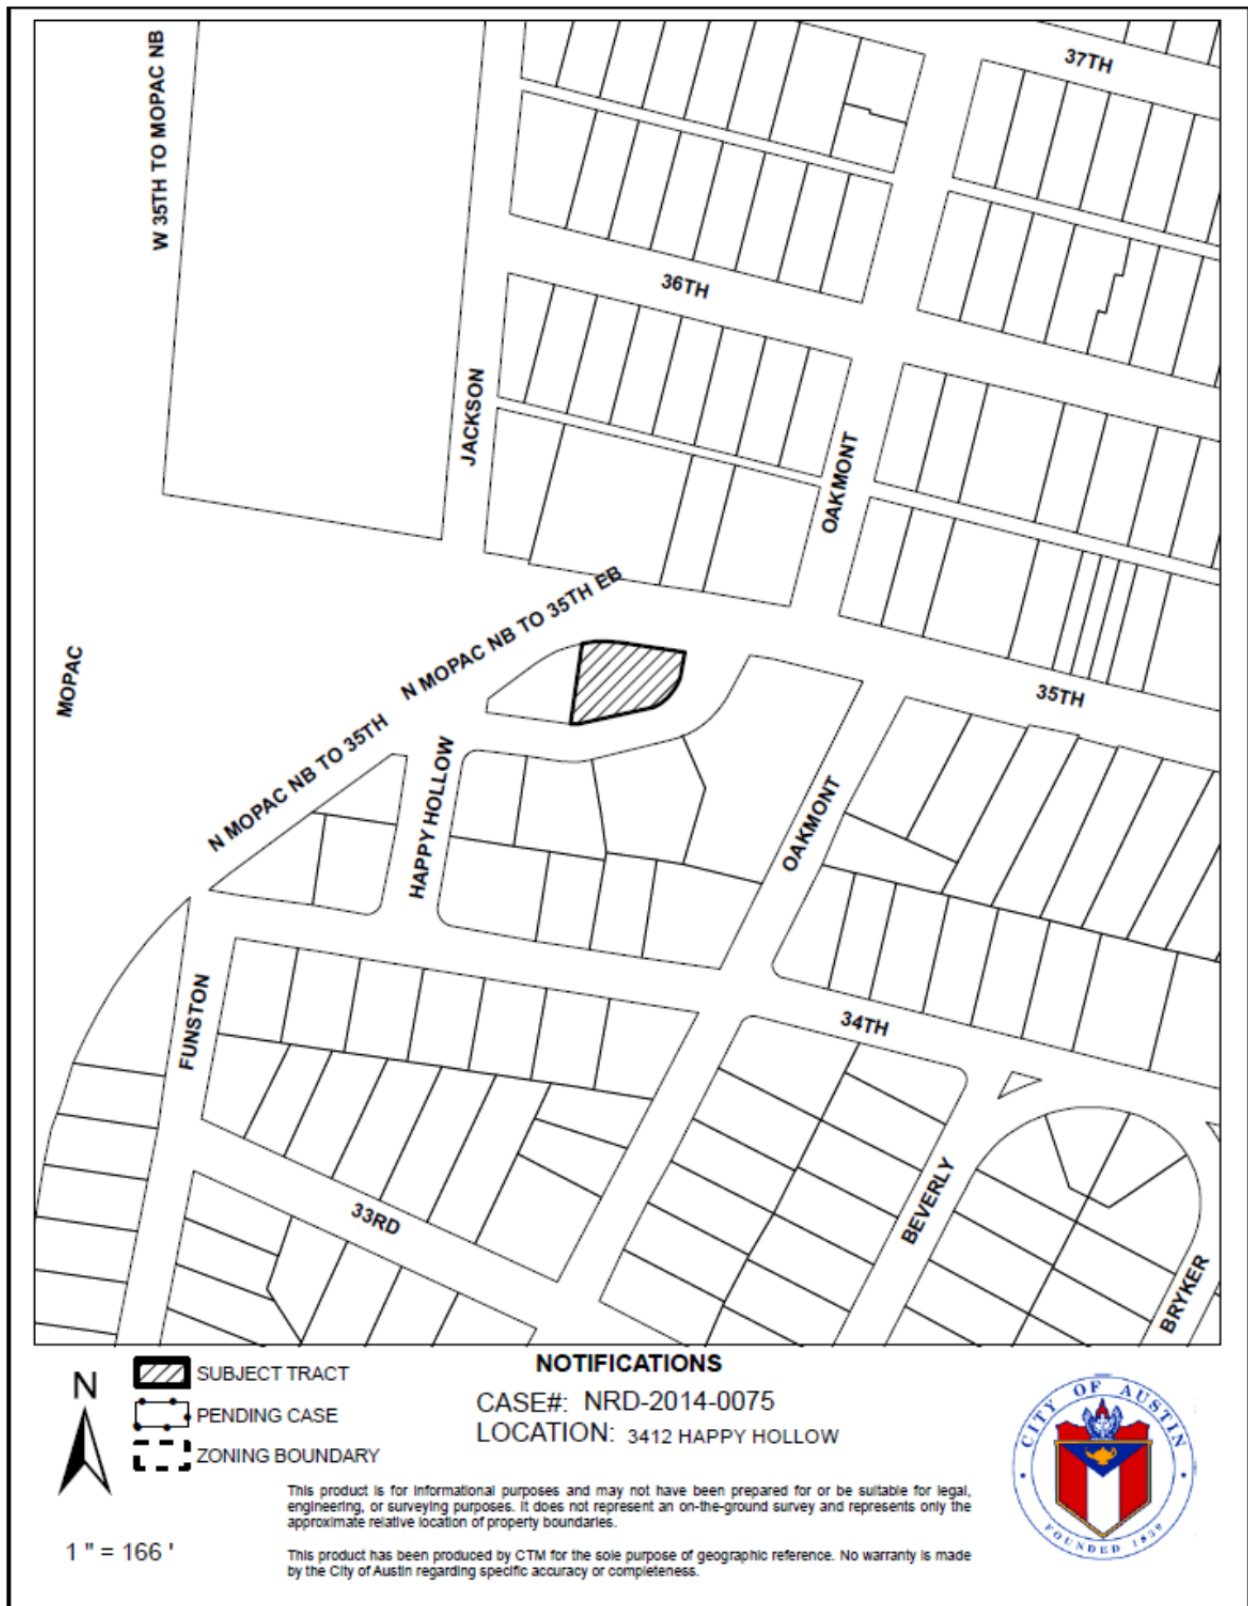 37TH
W 35TH TO MOPAC NB
36TH
JACKSON
OAKMONT
N MOPAC NB TO 35TH EB
MOPAC
35TH
N MOPAC NB TO 35TH
HAPPY HOLLOW
OAKMONT
FUNSTON
34TH
33RD
BEVERLY
BRYKER
N
SUBJECT TRACT
PENDING CASE
ZONING BOUNDARY
1 " = 166 '
NOTIFICATIONS
CASE#: NRD-2014-0075
LOCATION: 3412 HAPPY HOLLOW
This product is for informational purposes and may not have been prepared for or be suitable for legal,
engineering, or surveying purposes. It does not represent an on-the-ground survey and represents only the
approximate relative location of property boundaries.
This product has been produced by CTM for the sole purpose of geographic reference. No warranty is made
by the City of Austin regarding specific accuracy or completeness.
CITY OF AUSTIN
FOUNDED 1839